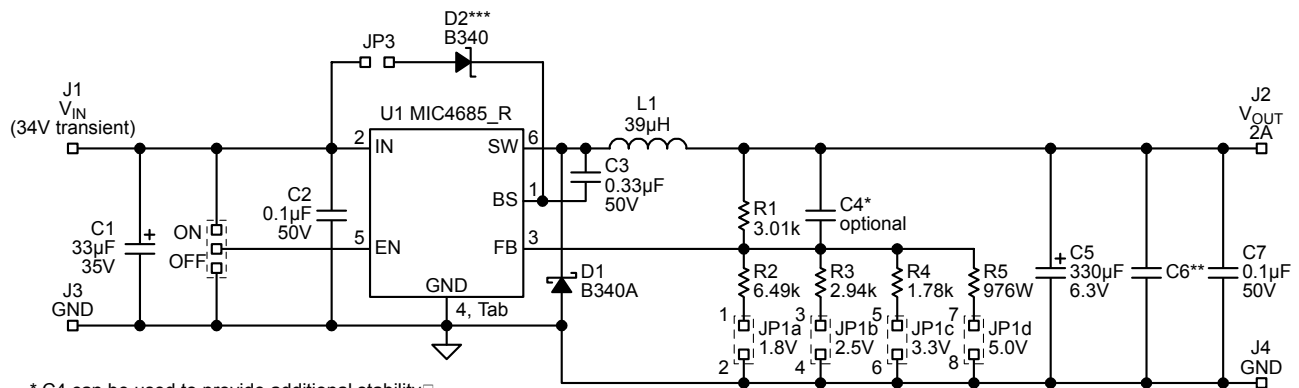 D2***
B340
JP3
J1
VIN
(34V transient)
U1 MIC4685_R
L1
39µH
J2
VOUT
2A
2
IN
SW
6
C3
0.33µF
50V
BS
1
C2
0.1µF
50V
C1
33µF
35V
+
ON
OFF
5
EN
FB
3
R1
3.01k
C4*
optional
GND
4, Tab
D1
B340A
R2
6.49k
R3
2.94k
R4
1.78k
R5
976W
+
C5
330µF
6.3V
C6**
C7
0.1µF
50V
J3
GND
1
JP1a
1.8V
2
3
JP1b
2.5V
4
5
JP1c
3.3V
6
7
JP1d
5.0V
8
J4
GND
* C4 can be used to provide additional stability□